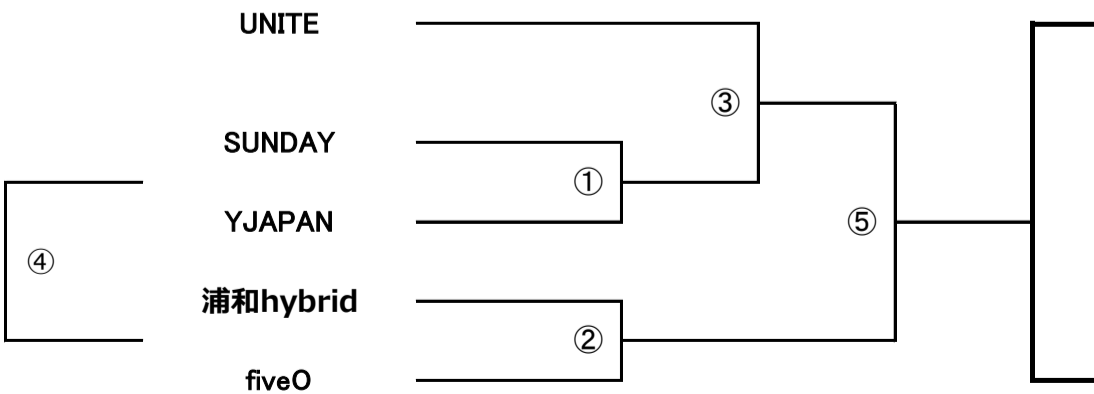 UNITE
③
SUNDAY
①
YJAPAN
⑤
④
浦和hybrid
②
fiveO